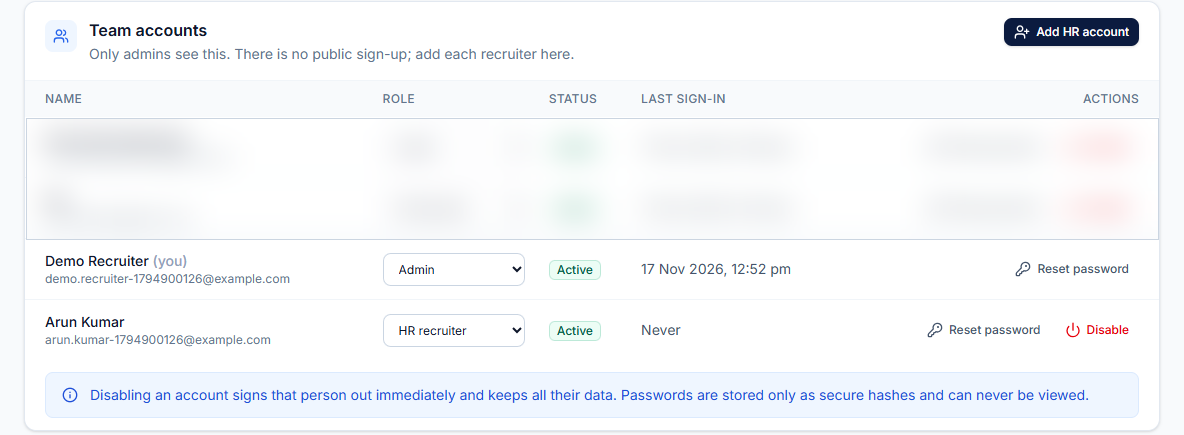 Team accounts
Only admins see this. There is no public sign-up; add each recruiter here.
Add HR account
NAME ROLE STATUS LAST SIGN-IN ACTIONS
Demo Recruiter (you)
demo.recruiter-1794900126@example.com
Admin Active 17 Nov 2026, 12:52 pm Reset password
Arun Kumar
arun.kumar-1794900126@example.com
HR recruiter Active Never Reset password Disable
Disabling an account signs that person out immediately and keeps all their data. Passwords are stored only as secure hashes and can never be viewed.